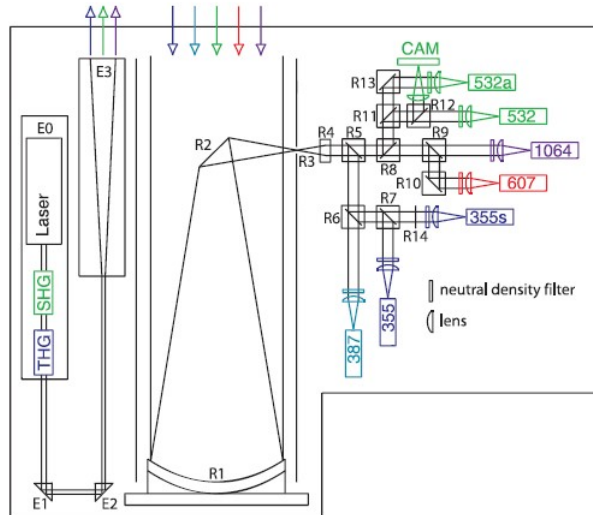 CAM
E3
R13
532a
E0
R12
R11
532
R4
R5
R9
R2
R3
R8
1064
R10
607
Laser
R7
R6
355s
R14
SHG
neutral density filter
355
lens
THG
387
R1
E1
E2